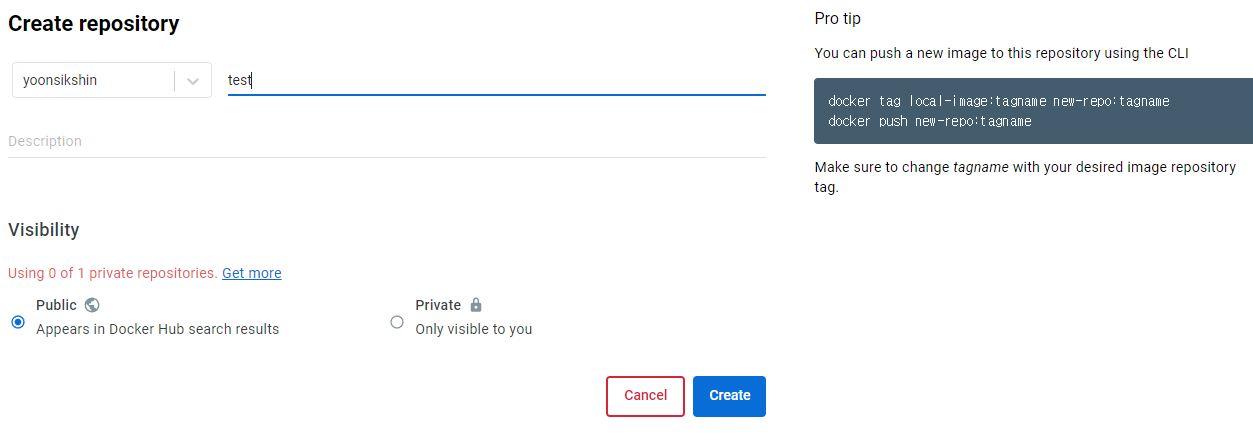 Create repository
yoonsikshin
test
Description
Visibility
Using 0 of 1 private repositories. Get more
Public
Appears in Docker Hub search results
Private
Only visible to you
Cancel
Create
Pro tip
You can push a new image to this repository using the CLI
docker tag local-image:tagname new-repo:tagname
docker push new-repo:tagname
Make sure to change tagname with your desired image repository
tag.